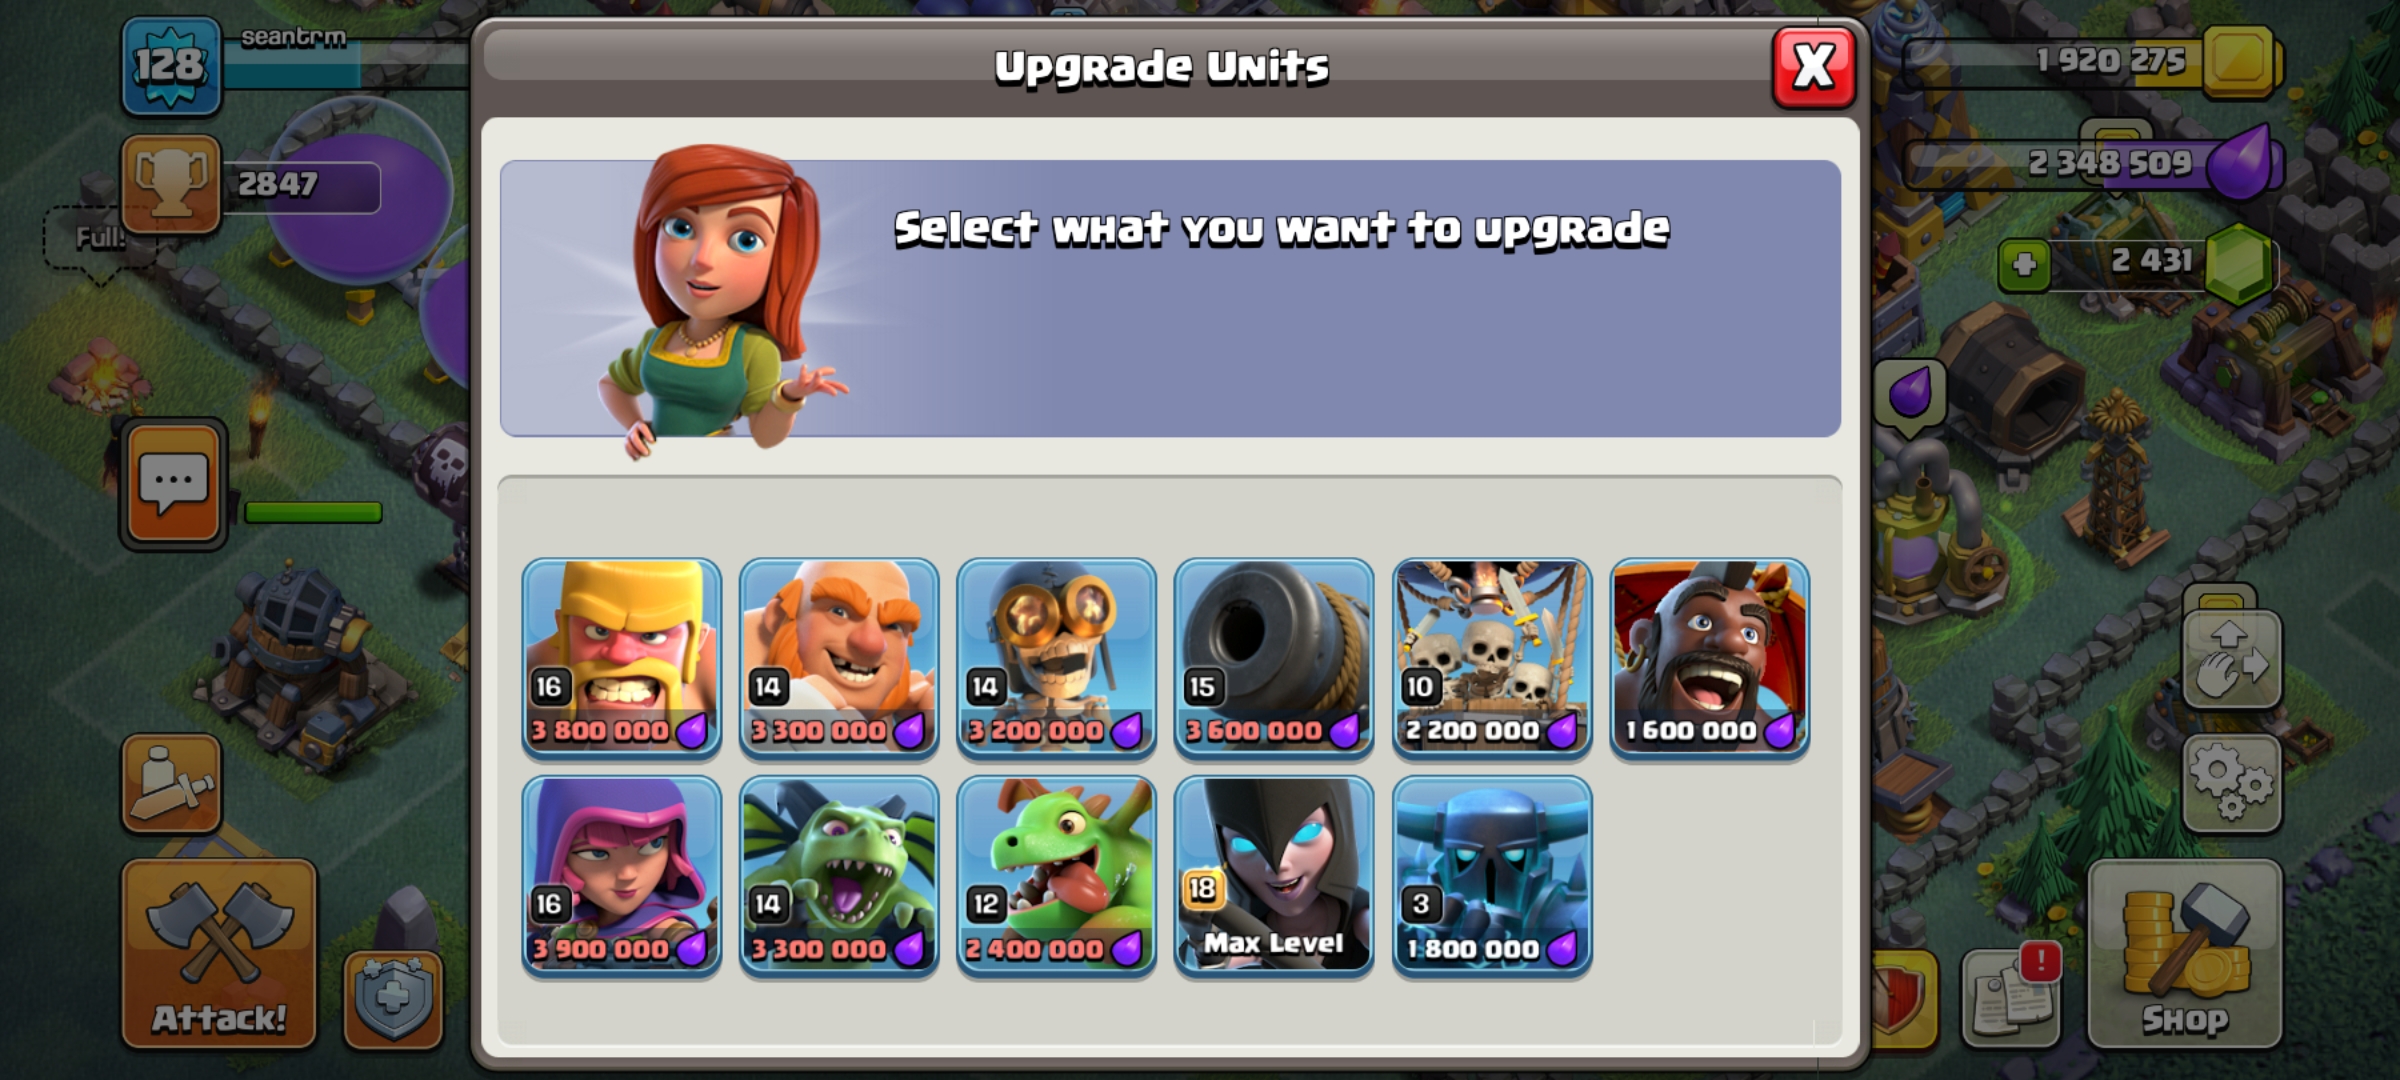 128
seantrm
2847
Full!
Upgrade Units
X
1 920 275
2 348 509
2 431
Select what you want to upgrade
16
3 800 000
14
3 300 000
14
3 200 000
15
3 600 000
10
2 200 000
1 600 000
16
3 900 000
14
3 300 000
12
2 400 000
18
Max Level
3
1 800 000
Attack!
!
Shop